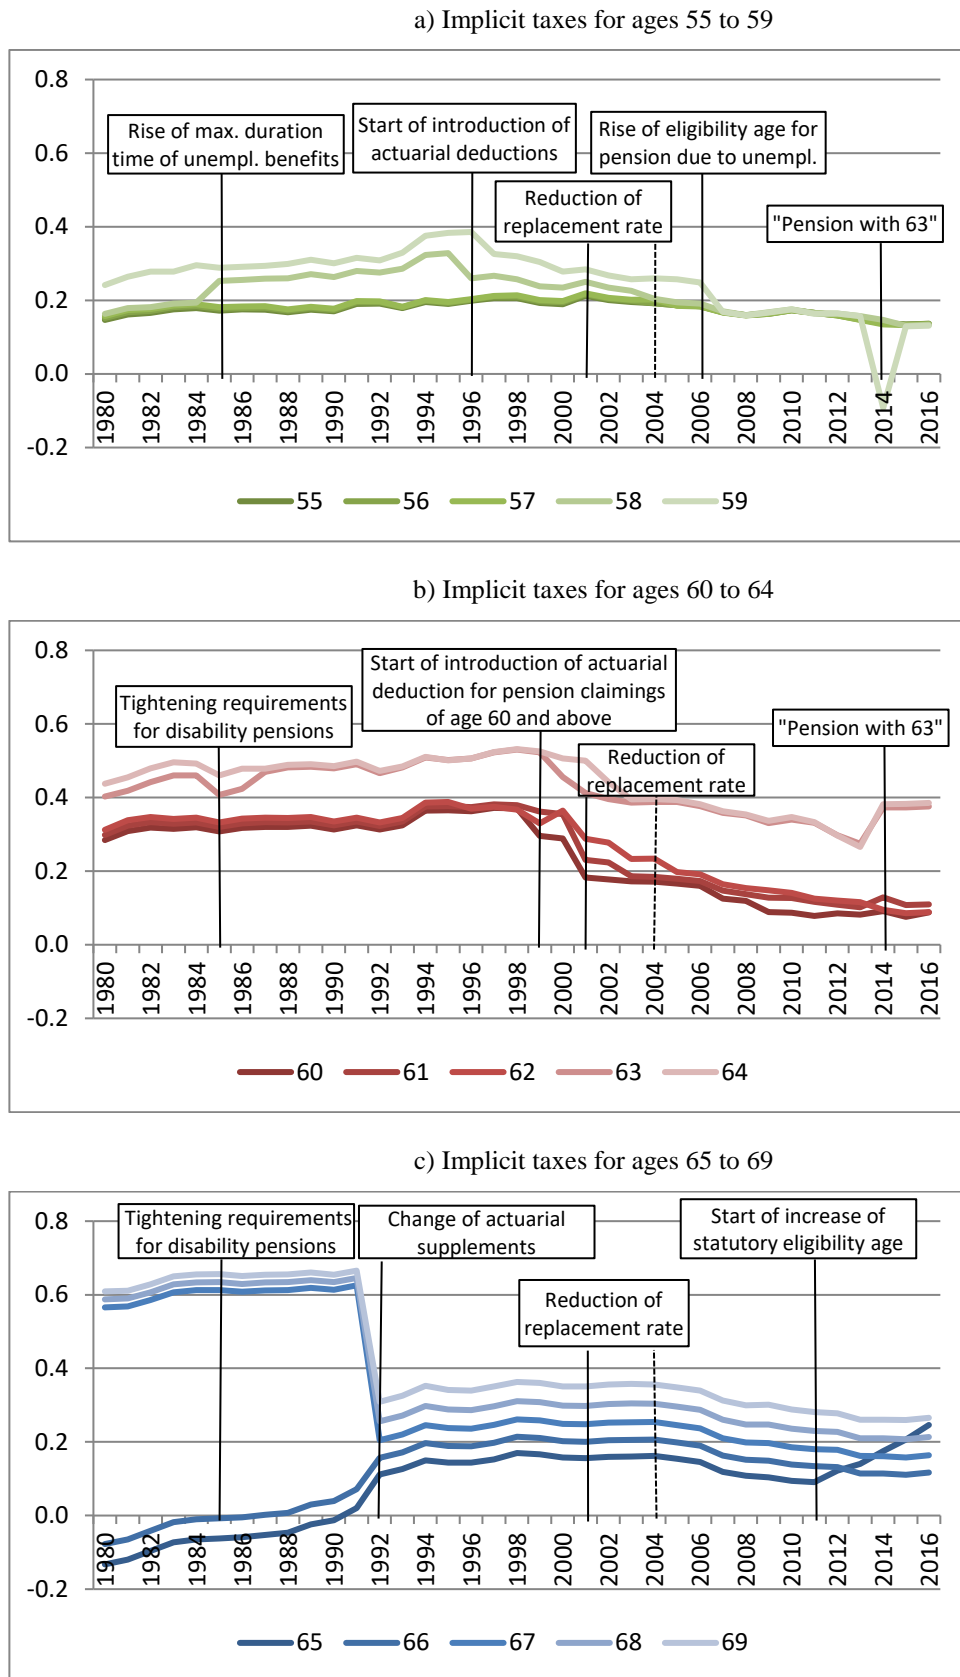 a) Implicit taxes for ages 55 to 59
0.8
0.6
0.4
0.2
0.0
-0.2
Rise of max. duration
time of unempl. benefits
Start of introduction of
actuarial deductions
Rise of eligibility age for
pension due to unempl.
Reduction of
replacement rate
"Pension with 63"
1980
1982
1984
1986
1988
1990
1992
1994
1996
1998
2000
2002
2004
2006
2008
2010
2012
2014
2016
55 56 57 58 59
b) Implicit taxes for ages 60 to 64
0.8
0.6
0.4
0.2
0.0
-0.2
Start of introduction of actuarial
deduction for pension claimings
of age 60 and above
Tightening requirements
for disability pensions
"Pension with 63"
Reduction of
replacement rate
1980
1982
1984
1986
1988
1990
1992
1994
1996
1998
2000
2002
2004
2006
2008
2010
2012
2014
2016
60 61 62 63 64
c) Implicit taxes for ages 65 to 69
0.8
0.6
0.4
0.2
0.0
-0.2
Tightening requirements
for disability pensions
Change of actuarial
supplements
Start of increase of
statutory eligibility age
Reduction of
replacement rate
1980
1982
1984
1986
1988
1990
1992
1994
1996
1998
2000
2002
2004
2006
2008
2010
2012
2014
2016
65 66 67 68 69